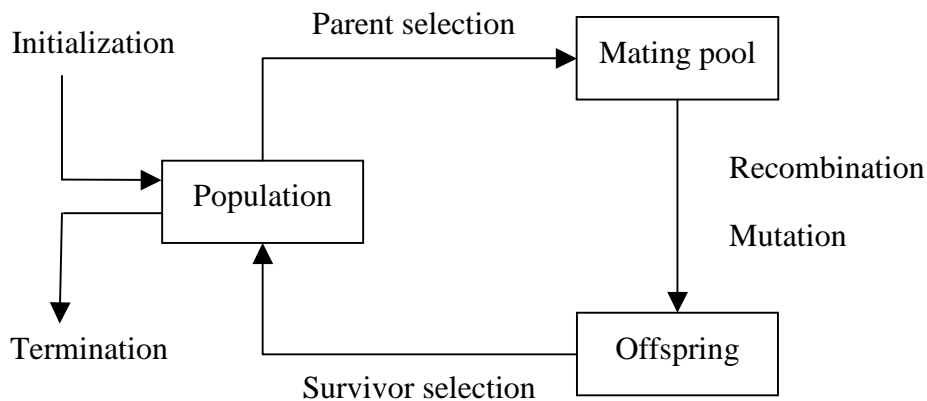 Parent selection
Initialization
Mating pool
Recombination
Population
Mutation
Termination
Offspring
Survivor selection